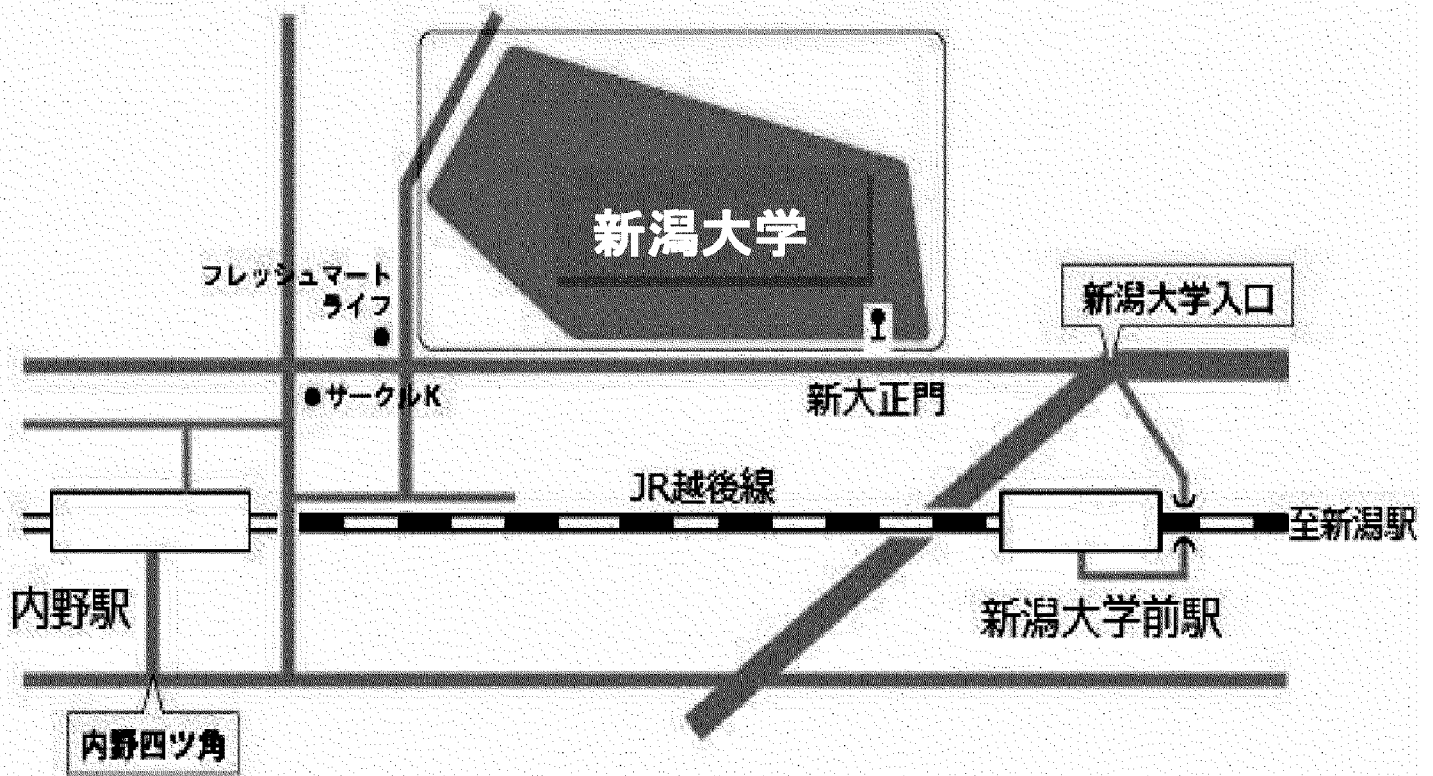 新潟大学
フレッシュマート
ライフ
新潟大学入口
サークルK
新大正門
JR越後線
至新潟駅
内野駅
新潟大学前駅
内野四ツ角